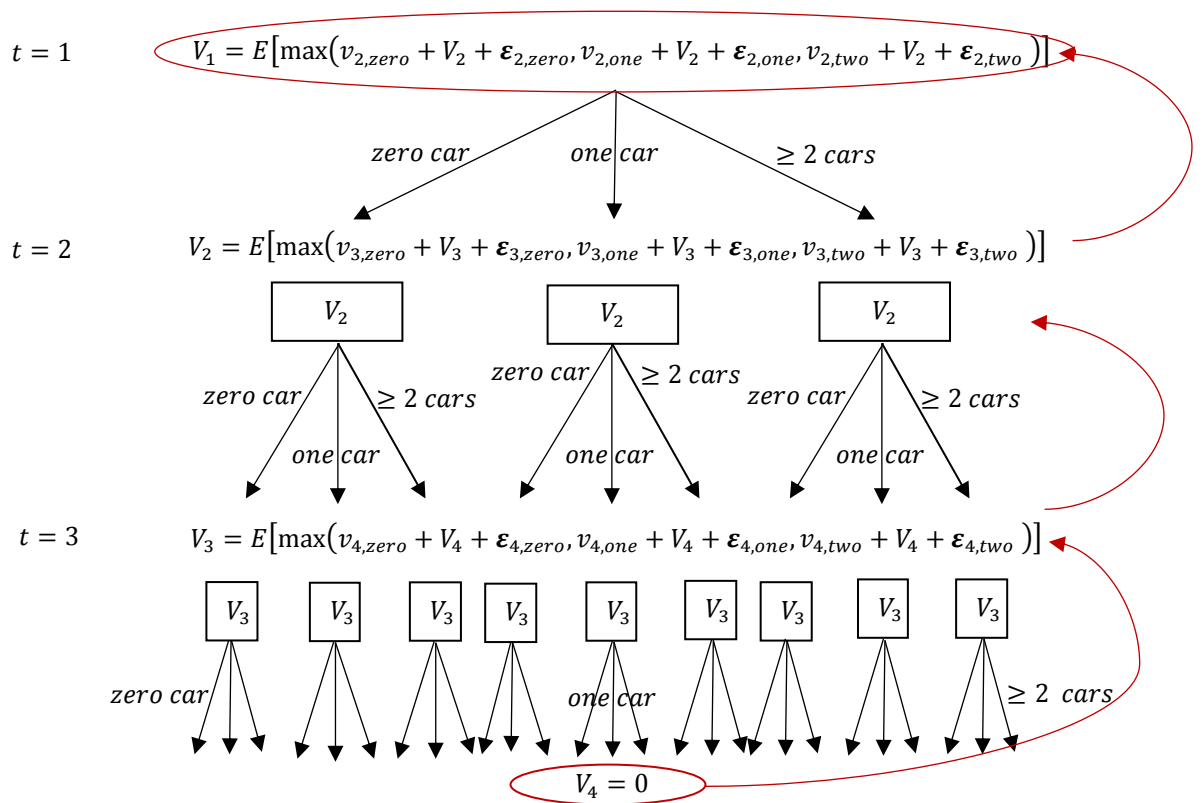 t = 1 V₁ = E[max(v₂,zero + V₂ + ε₂,zero, v₂,one + V₂ + ε₂,one, v₂,two + V₂ + ε₂,two )]
zero car one car ≥ 2 cars
t = 2 V₂ = E[max(v₃,zero + V₃ + ε₃,zero, v₃,one + V₃ + ε₃,one, v₃,two + V₃ + ε₃,two )]
V₂ V₂ V₂
zero car ≥ 2 cars zero car ≥ 2 cars zero car ≥ 2 cars
one car one car one car
t = 3 V₃ = E[max(v₄,zero + V₄ + ε₄,zero, v₄,one + V₄ + ε₄,one, v₄,two + V₄ + ε₄,two )]
V₃ V₃ V₃ V₃ V₃ V₃ V₃ V₃ V₃
zero car one car ≥ 2 cars
V₄ = 0